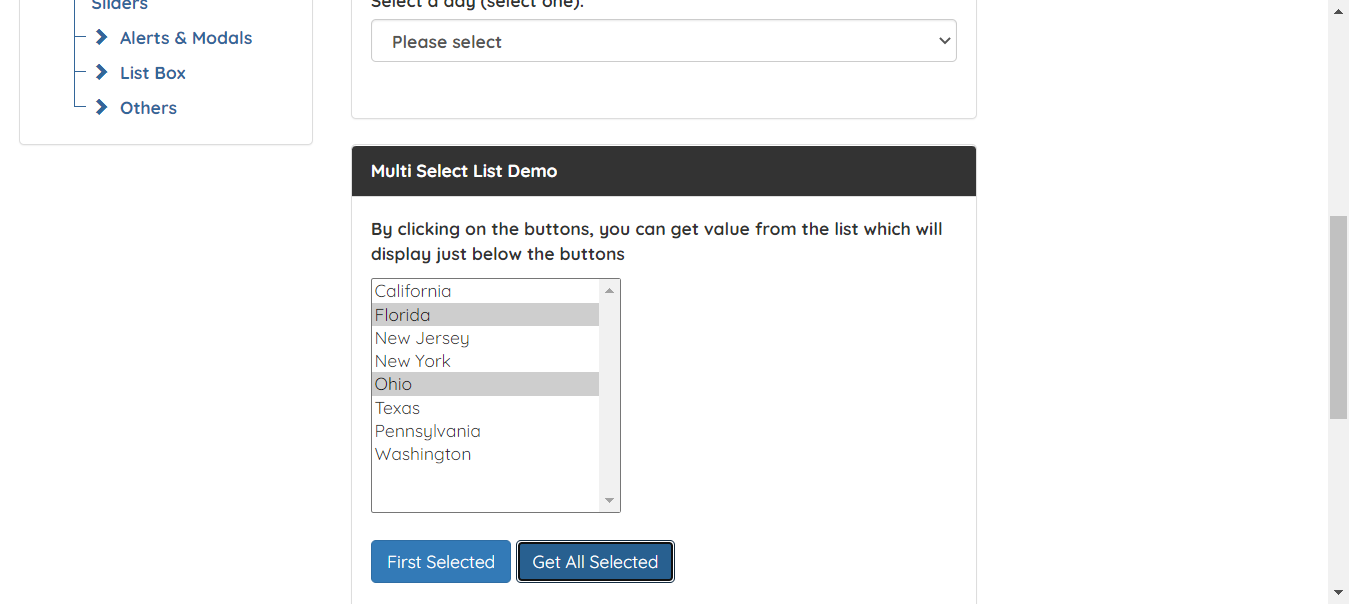 Sliders
Alerts & Modals
List Box
Others
Select a day (select one):
Please select
Multi Select List Demo
By clicking on the buttons, you can get value from the list which will
display just below the buttons
California
Florida
New Jersey
New York
Ohio
Texas
Pennsylvania
Washington
First Selected
Get All Selected